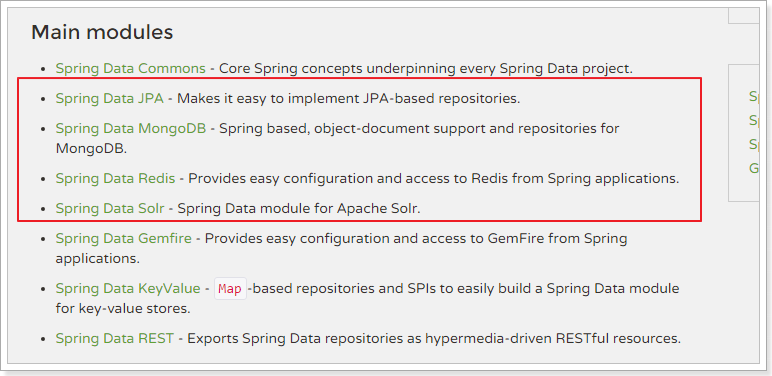 Main modules
Spring Data Commons - Core Spring concepts underpinning every Spring Data project.
Spring Data JPA - Makes it easy to implement JPA-based repositories.
Spring Data MongoDB - Spring based, object-document support and repositories for
MongoDB.
Spring Data Redis - Provides easy configuration and access to Redis from Spring applications.
Spring Data Solr - Spring Data module for Apache Solr.
Spring Data Gemfire - Provides easy configuration and access to GemFire from Spring
applications.
Spring Data KeyValue - Map -based repositories and SPIs to easily build a Spring Data module
for key-value stores.
Spring Data REST - Exports Spring Data repositories as hypermedia-driven RESTful resources.